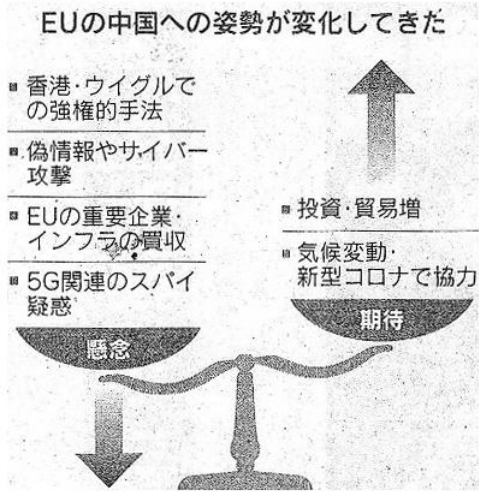 EUの中国への姿勢が変化してきた
香港・ウイグルで
の強権的手法
偽情報やサイバー
攻撃
EUの重要企業・
インフラの買収
5G関連のスパイ
疑惑
懸念
投資・貿易増
気候変動・
新型コロナで協力
期待